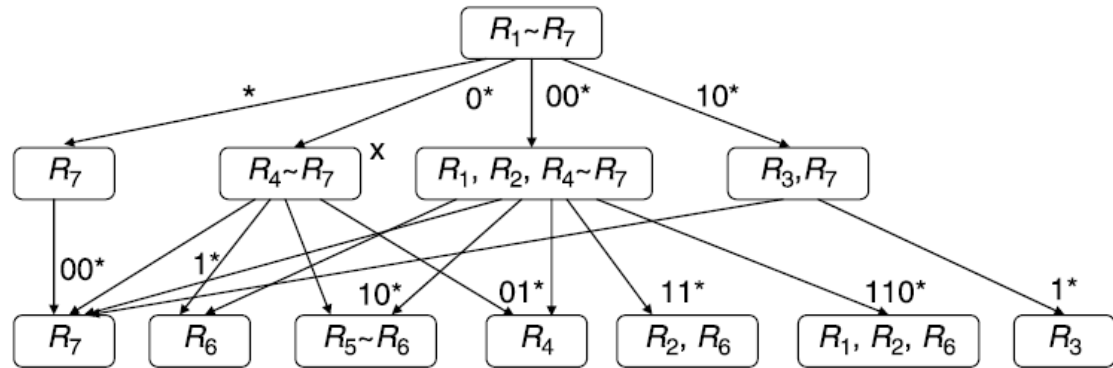 R₁~R₇
* 0* 00* 10*
R₇ R₄~R₇ x R₁, R₂, R₄~R₇ R₃,R₇
00* 1* 10* 01* 11* 110* 1*
R₇ R₆ R₅~R₆ R₄ R₂, R₆ R₁, R₂, R₆ R₃